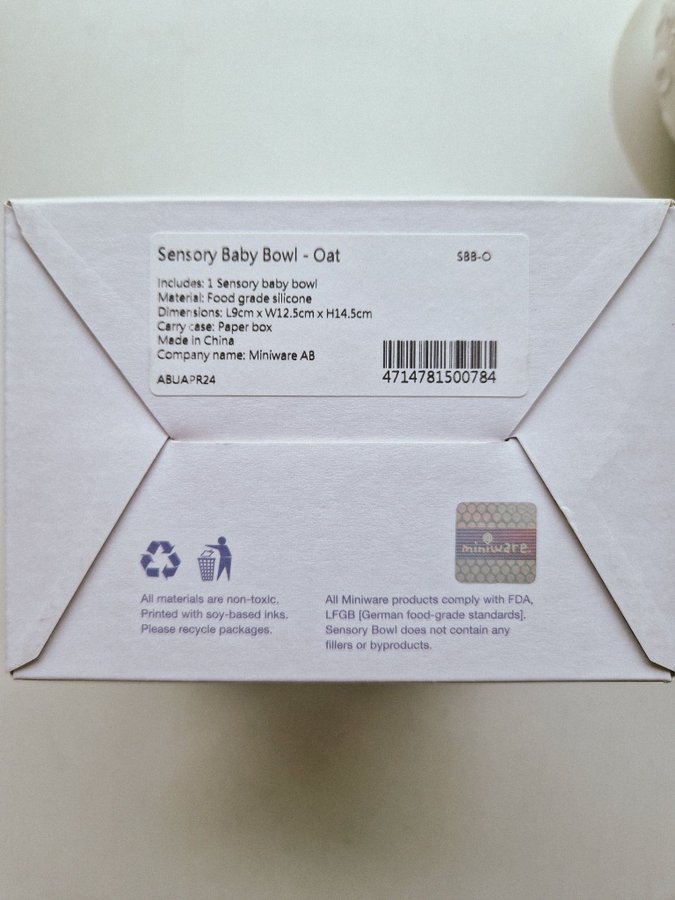 Sensory Baby Bowl - Oat
SBB-O
Includes: 1 Sensory baby bowl
Material: Food grade silicone
Dimensions: L9cm x W12.5cm x H14.5cm
Carry case: Paper box
Made in China
Company name: Miniware AB
ABUAPR24
4714781500784
miniware.
All materials are non-toxic.
Printed with soy-based inks.
Please recycle packages.
All Miniware products comply with FDA,
LFGB [German food-grade standards].
Sensory Bowl does not contain any
fillers or byproducts.